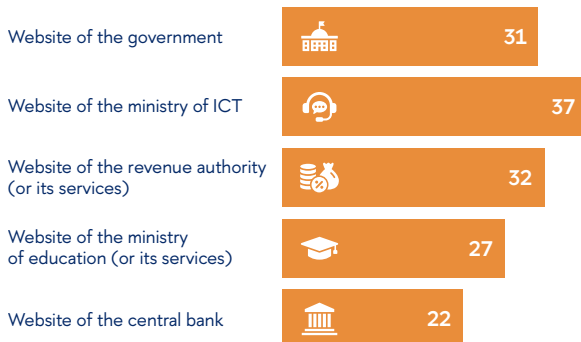 Website of the government
31
Website of the ministry of ICT
37
Website of the revenue authority
(or its services)
32
Website of the ministry
of education (or its services)
27
Website of the central bank
22